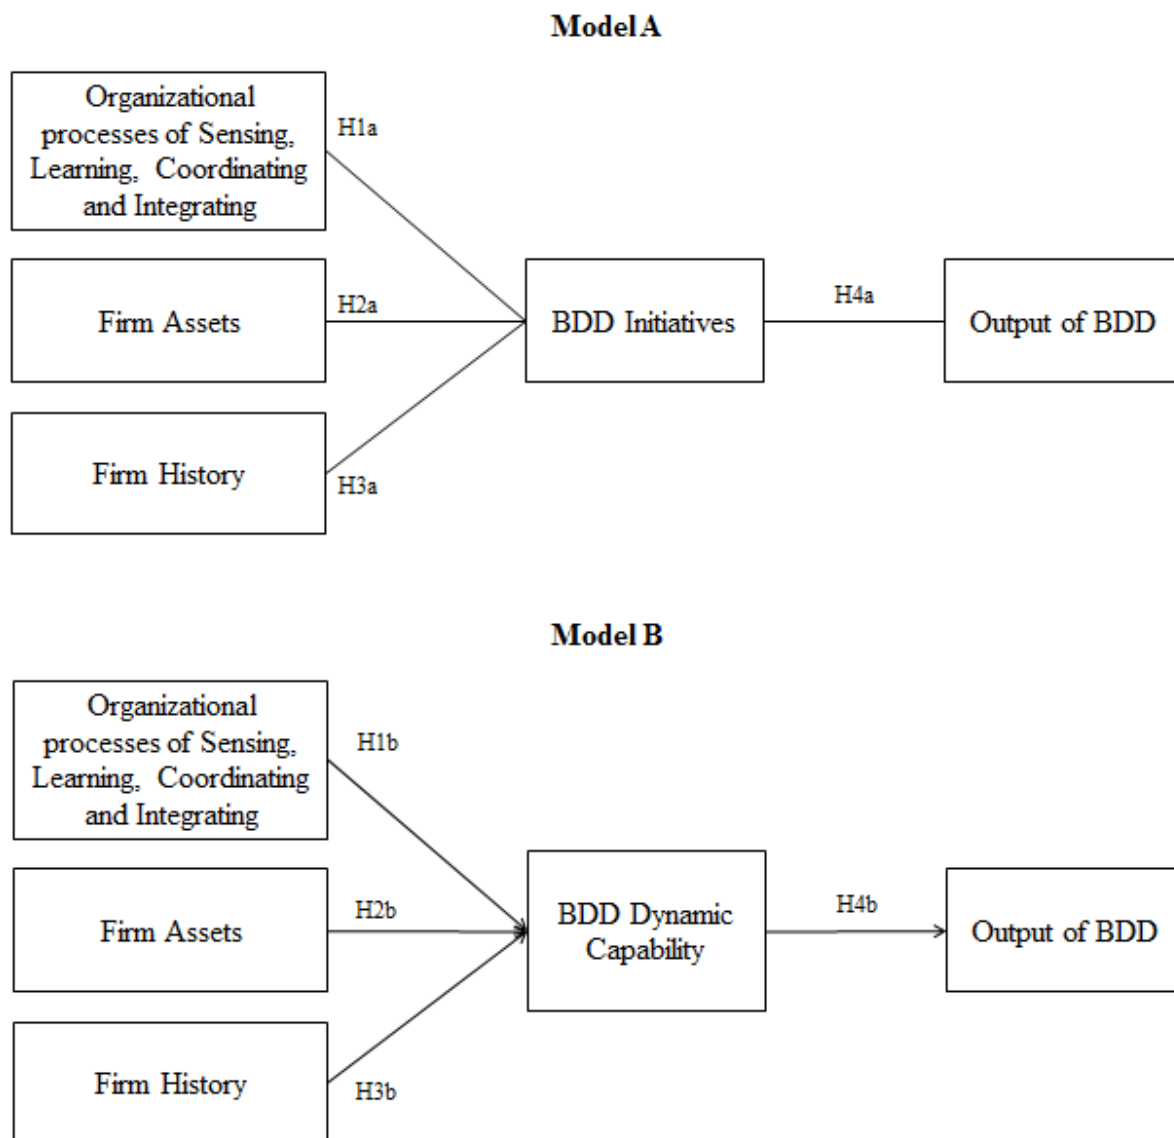 Model A
Organizational
processes of Sensing,
Learning, Coordinating
and Integrating
H1a
Firm Assets
H2a
BDD Initiatives
H4a
Output of BDD
Firm History
H3a
Model B
Organizational
processes of Sensing,
Learning, Coordinating
and Integrating
H1b
Firm Assets
H2b
BDD Dynamic
Capability
H4b
Output of BDD
Firm History
H3b